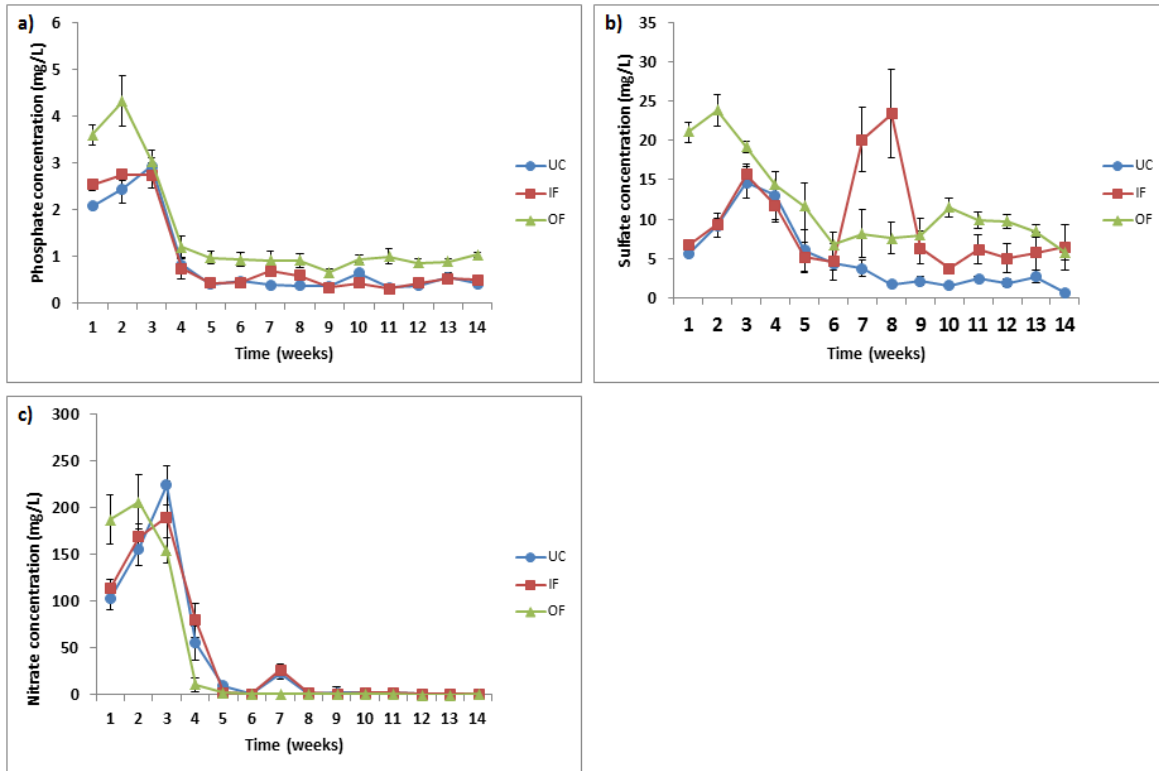 a)
Phosphate concentration (mg/L)
6
5
4
3
2
1
0
1 2 3 4 5 6 7 8 9 10 11 12 13 14
Time (weeks)
UC
IF
OF
b)
Sulfate concentration (mg/L)
35
30
25
20
15
10
5
0
1 2 3 4 5 6 7 8 9 10 11 12 13 14
Time (weeks)
UC
IF
OF
c)
Nitrate concentration (mg/L)
300
250
200
150
100
50
0
1 2 3 4 5 6 7 8 9 10 11 12 13 14
Time (weeks)
UC
IF
OF